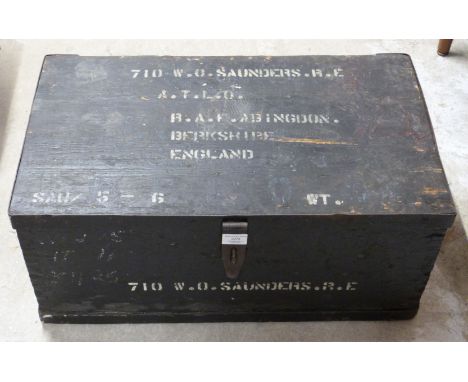 710 W.O. SAUNDERS. R.E
A.T.L.O.
R.A.F. ABINGDON.
BERKSHIRE
ENGLAND
SAU/ 5 - 6 WT.
710 W.O. SAUNDERS. R.E